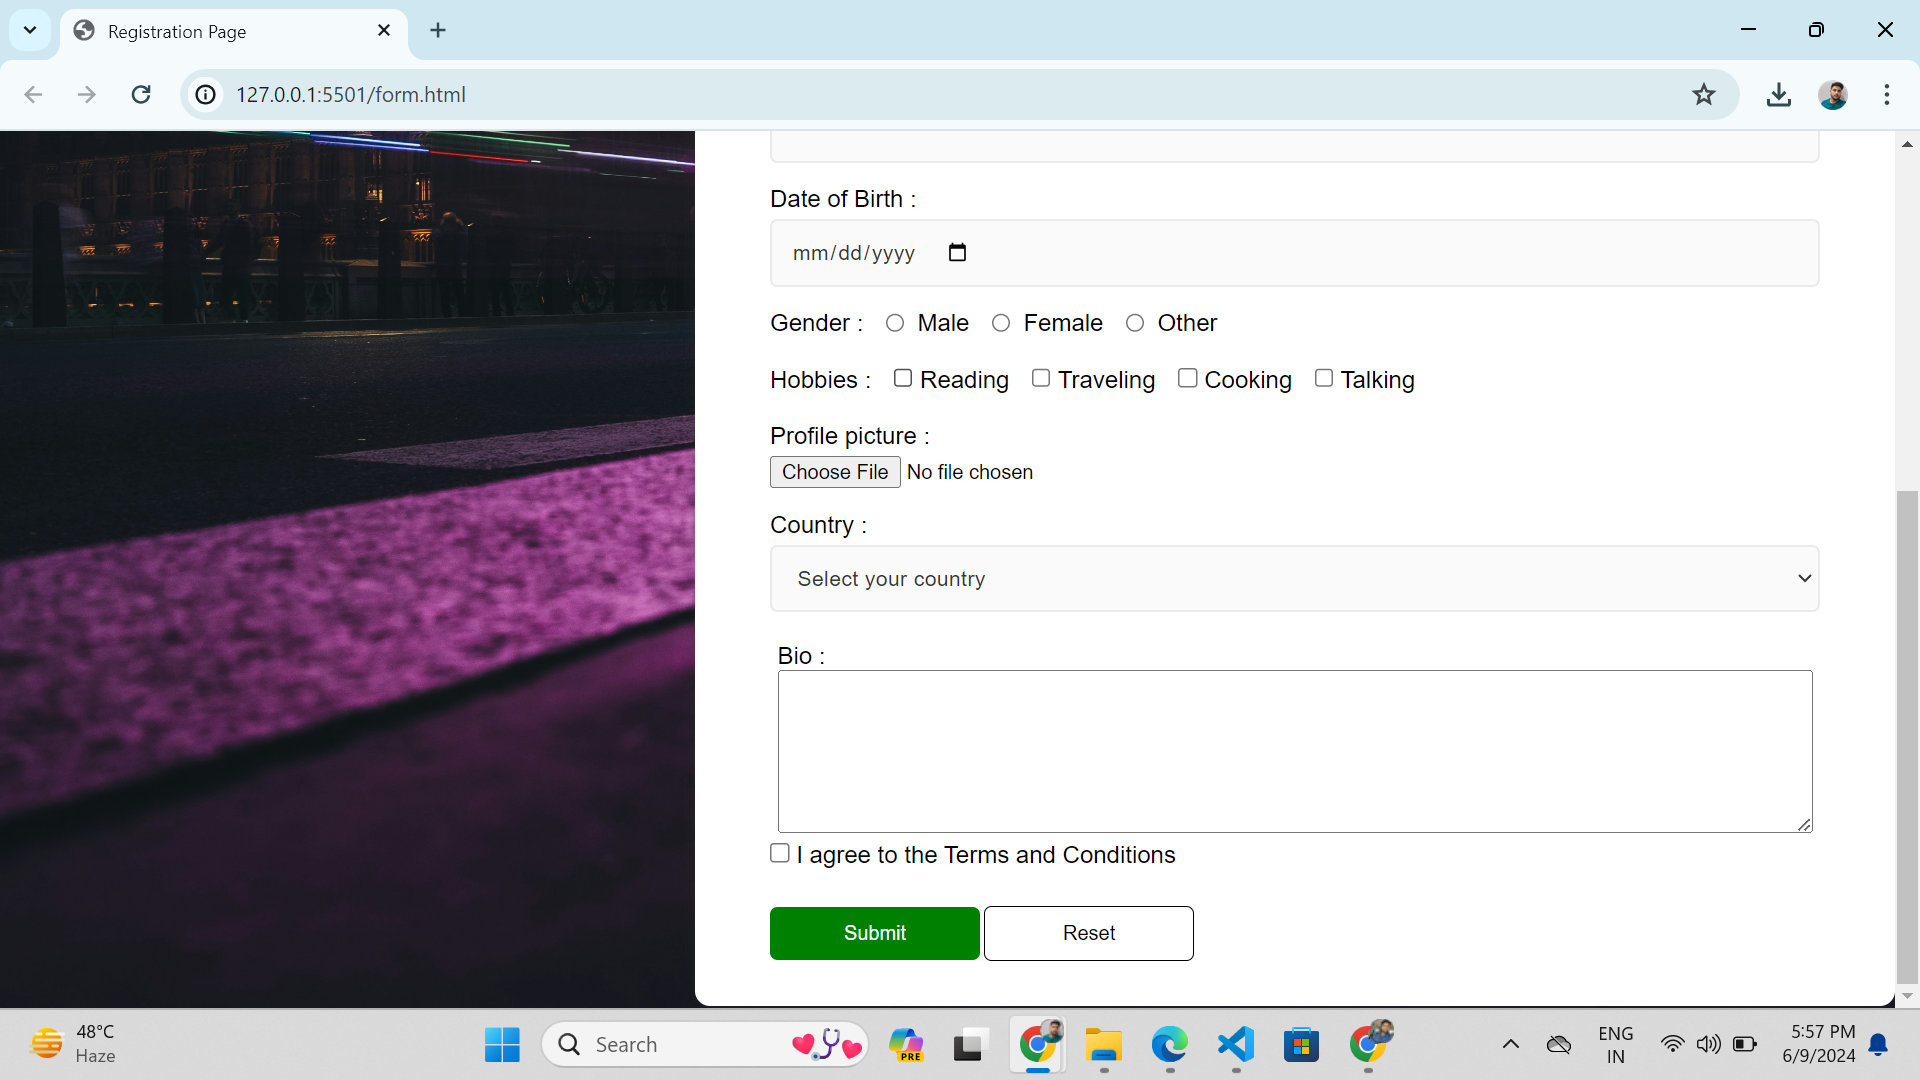 Registration Page
127.0.0.1:5501/form.html
Date of Birth :
mm/dd/yyyy
Gender : Male Female Other
Hobbies : Reading Traveling Cooking Talking
Profile picture :
Choose File No file chosen
Country :
Select your country
Bio :
I agree to the Terms and Conditions
Submit Reset
48°C
Haze
Search
PRE
ENG
IN
5:57 PM
6/9/2024